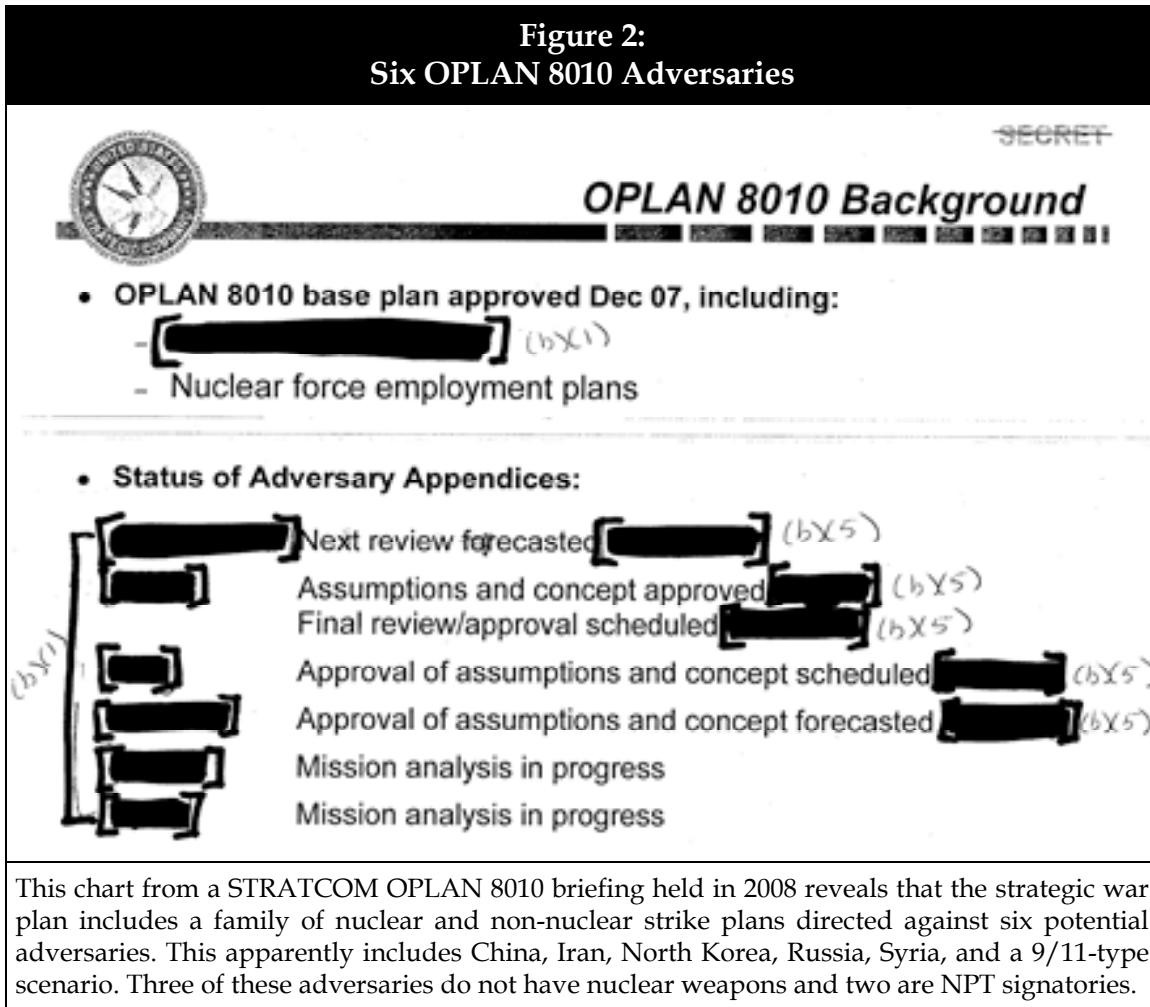 Figure 2:
Six OPLAN 8010 Adversaries
SECRET
OPLAN 8010 Background
• OPLAN 8010 base plan approved Dec 07, including:
– (b)(1)
– Nuclear force employment plans
• Status of Adversary Appendices:
Next review forecasted (b)(5)
Assumptions and concept approved (b)(5)
Final review/approval scheduled (b)(5)
(b)(1)
Approval of assumptions and concept scheduled (b)(5)
Approval of assumptions and concept forecasted (b)(5)
Mission analysis in progress
Mission analysis in progress
This chart from a STRATCOM OPLAN 8010 briefing held in 2008 reveals that the strategic war
plan includes a family of nuclear and non-nuclear strike plans directed against six potential
adversaries. This apparently includes China, Iran, North Korea, Russia, Syria, and a 9/11-type
scenario. Three of these adversaries do not have nuclear weapons and two are NPT signatories.